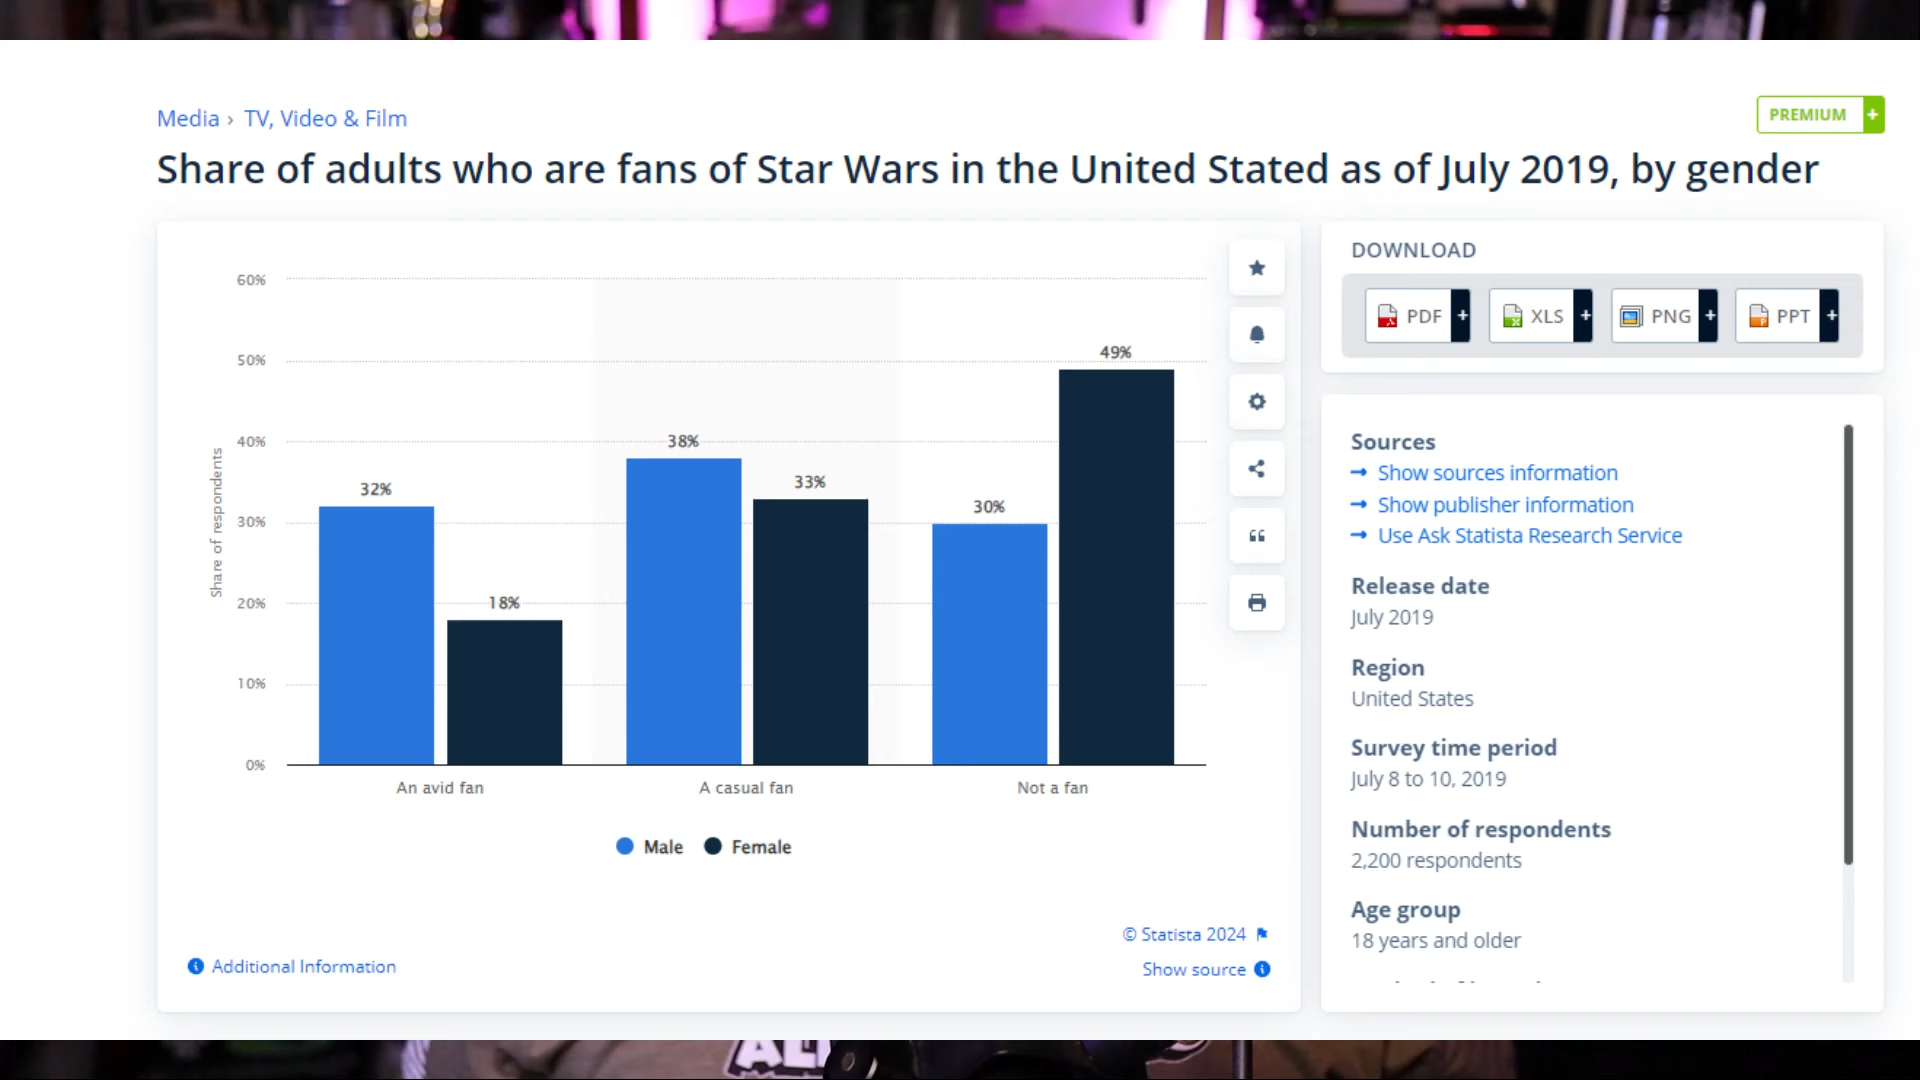 Media › TV, Video & Film
PREMIUM +
Share of adults who are fans of Star Wars in the United Stated as of July 2019, by gender
60%
50%
40%
30%
20%
10%
0%
Share of respondents
32%
18%
38%
33%
30%
49%
An avid fan
A casual fan
Not a fan
Male
Female
© Statista 2024
Additional Information
Show source
DOWNLOAD
PDF +
XLS +
PNG +
PPT +
Sources
→ Show sources information
→ Show publisher information
→ Use Ask Statista Research Service
Release date
July 2019
Region
United States
Survey time period
July 8 to 10, 2019
Number of respondents
2,200 respondents
Age group
18 years and older